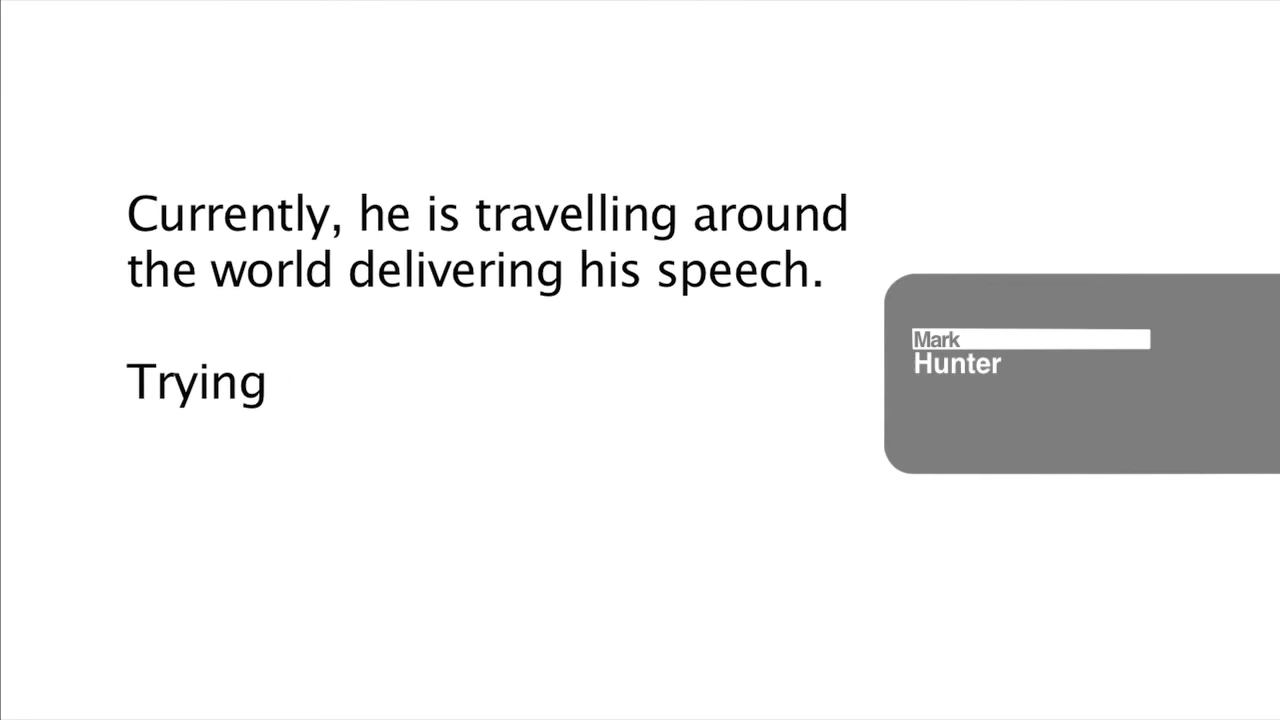 Currently, he is travelling around
the world delivering his speech.
Trying
Mark
Hunter